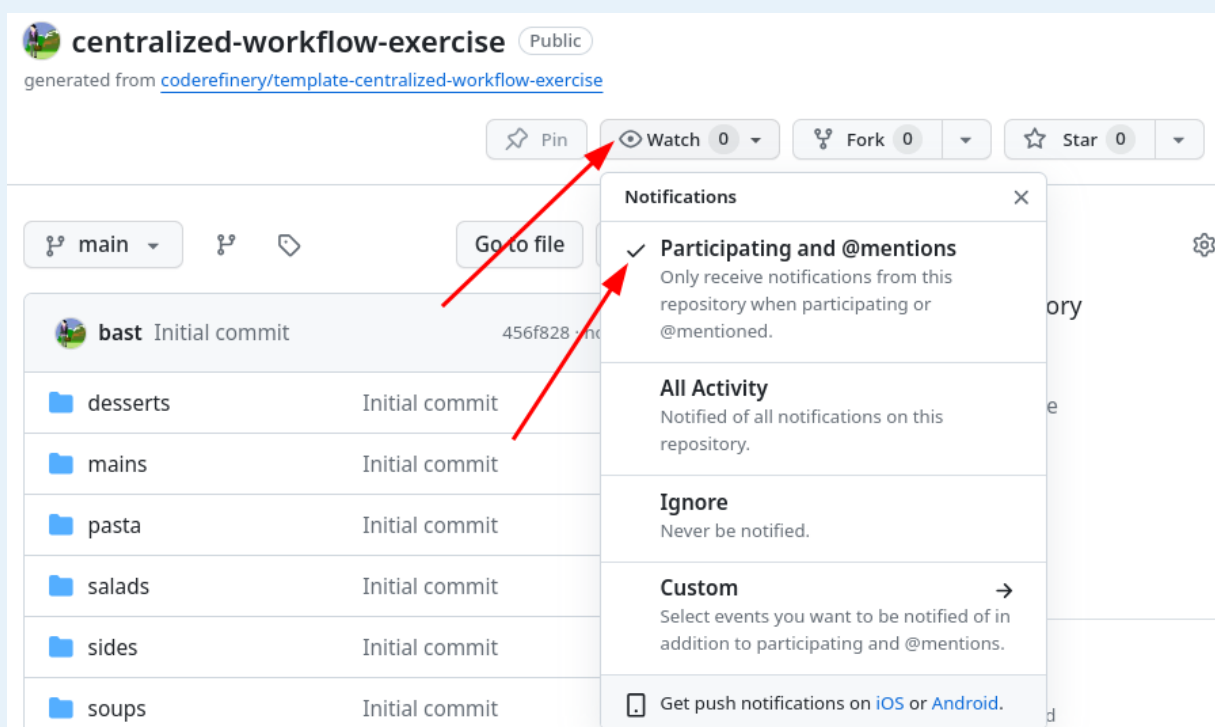 centralized-workflow-exercise Public
generated from coderefinery/template-centralized-workflow-exercise
Pin Watch 0 Fork 0 Star 0
main Go to file
bast Initial commit 456f828 ·
desserts Initial commit
mains Initial commit
pasta Initial commit
salads Initial commit
sides Initial commit
soups Initial commit
Notifications
Participating and @mentions
Only receive notifications from this
repository when participating or
@mentioned.
All Activity
Notified of all notifications on this
repository.
Ignore
Never be notified.
Custom
Select events you want to be notified of in
addition to participating and @mentions.
Get push notifications on iOS or Android.